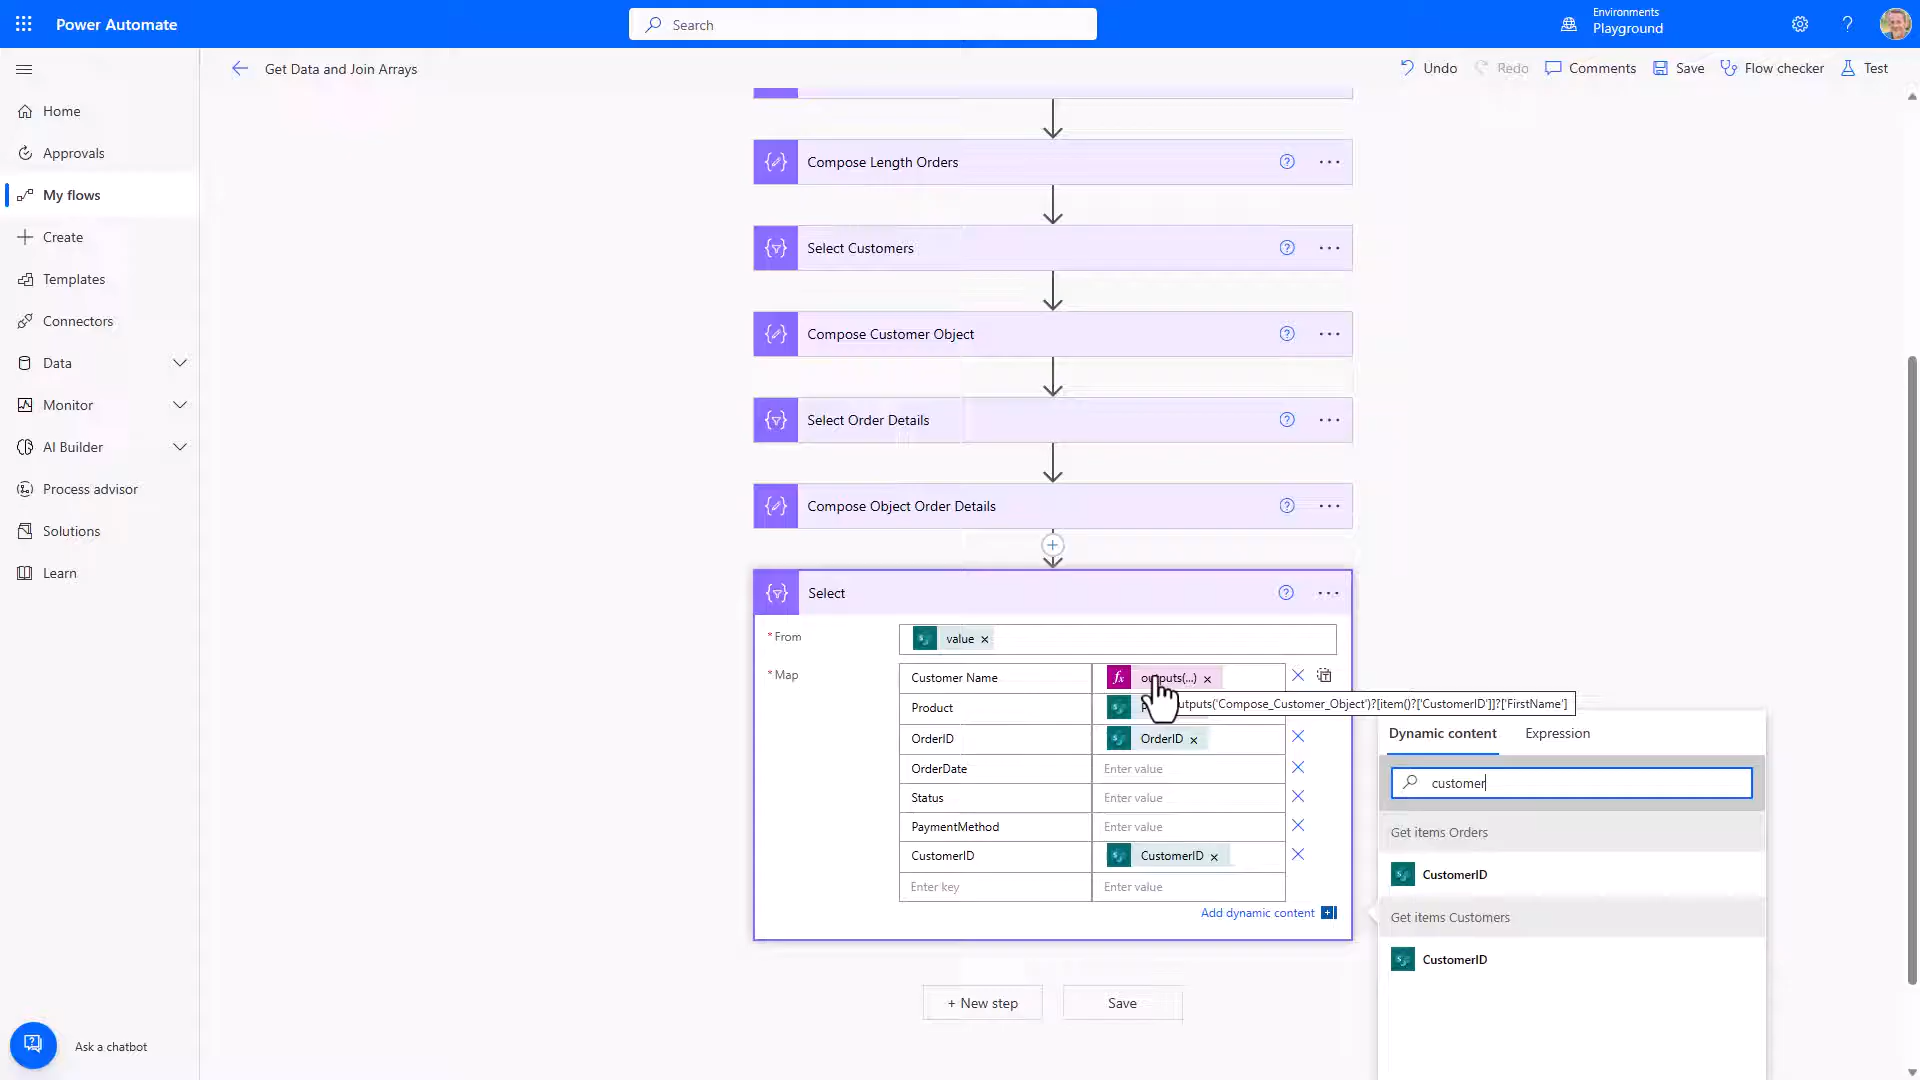 Power Automate
Search
Environments
Playground
Get Data and Join Arrays
Undo
Redo
Comments
Save
Flow checker
Test
Home
Approvals
My flows
Create
Templates
Connectors
Data
Monitor
AI Builder
Process advisor
Solutions
Learn
Ask a chatbot
Compose Length Orders
Select Customers
Compose Customer Object
Select Order Details
Compose Object Order Details
Select
* From
value
* Map
Customer Name
outputs(...)
utputs('Compose_Customer_Object')?[item()?['CustomerID']]?['FirstName']
Product
OrderID
OrderID
OrderDate
Enter value
Status
Enter value
PaymentMethod
Enter value
CustomerID
CustomerID
Enter key
Enter value
Add dynamic content
+ New step
Save
Dynamic content
Expression
customer
Get items Orders
CustomerID
Get items Customers
CustomerID